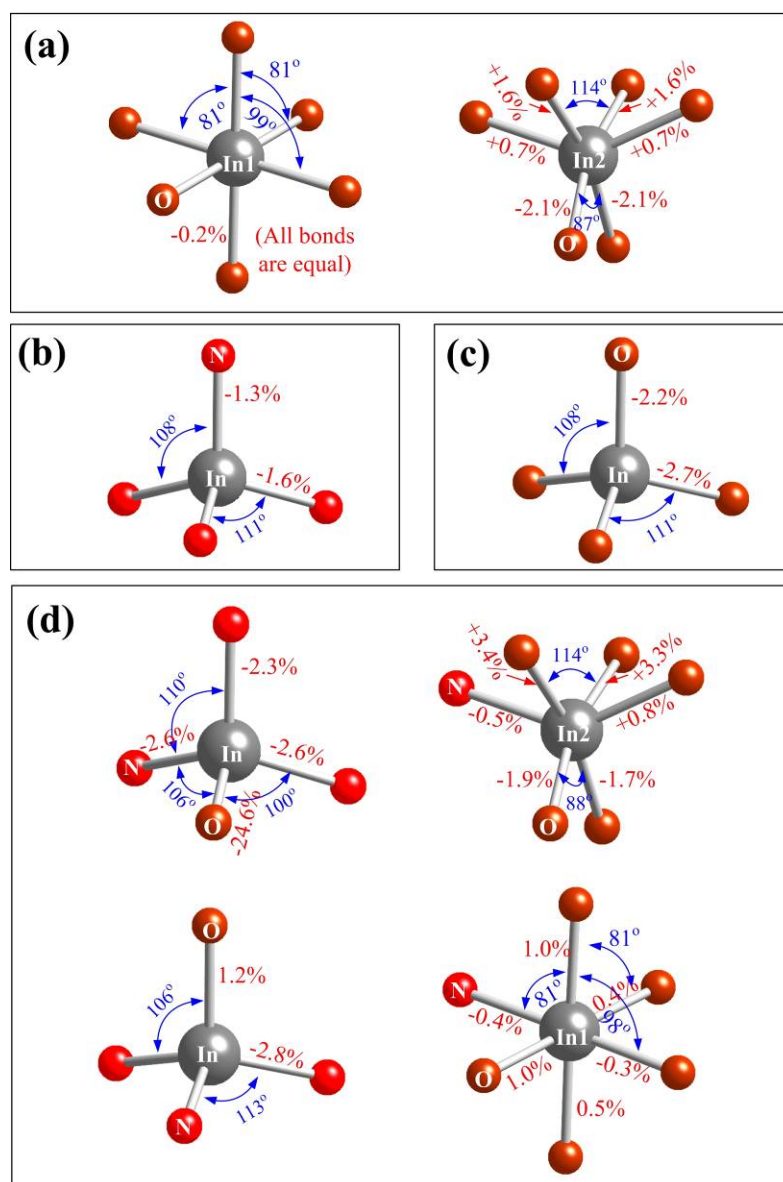 (a)
81°
81°
99°
In1
O
-0.2%
(All bonds
are equal)
+1.6%
114°
+1.6%
+0.7%
In2
+0.7%
-2.1%
87°
-2.1%
O
(b)
N
-1.3%
108°
In
-1.6%
111°
(c)
O
-2.2%
108°
In
-2.7%
111°
(d)
-2.3%
110°
-2.6%
In
-2.6%
N
106°
100°
O
-24.6%
+3.4%
114°
+3.3%
N
-0.5%
In2
+0.8%
-1.9%
88°
-1.7%
O
O
1.2%
106°
In
-2.8%
113°
N
1.0%
81°
N
81°
0.4%
-0.4%
98°
In1
O
1.0%
-0.3%
0.5%